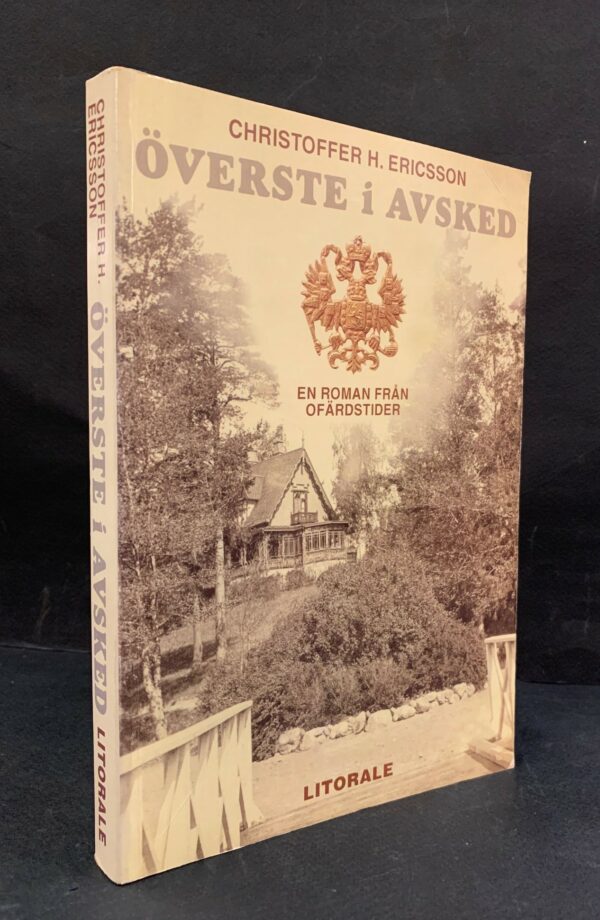 CHRISTOFFER H. ERICSSON
ÖVERSTE i AVSKED
EN ROMAN FRÅN
OFÄRDSTIDER
LITORALE
CHRISTOFFER H.
ERICSSON
ÖVERSTE i AVSKED
LITORALE